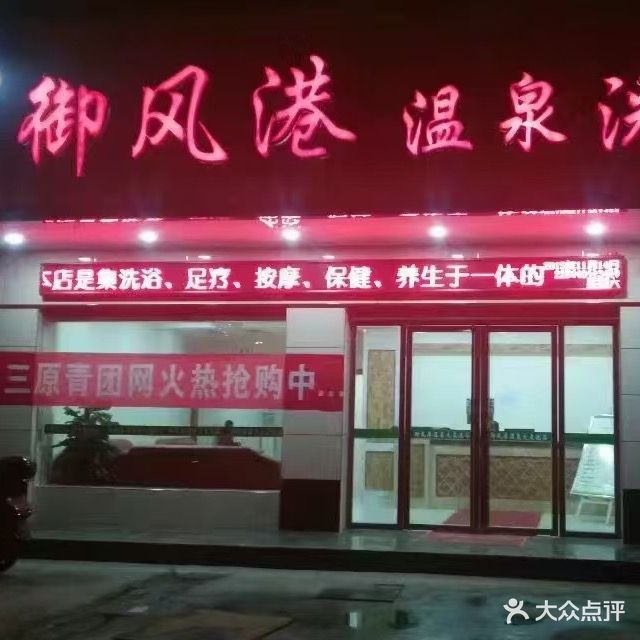 御风港 温泉洗
本店是集洗浴、足疗、按摩、保健、养生于一体的
三原青团网火热抢购中...
大众点评